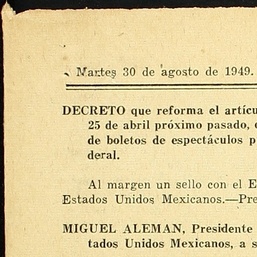 Martes 30 de agosto de 1949.
DECRETO que reforma el artícu
25 de abril próximo pasado,
de boletos de espectáculos p
deral.
Al margen un sello con el E
Estados Unidos Mexicanos.—Pre
MIGUEL ALEMAN, Presidente
tados Unidos Mexicanos, a s